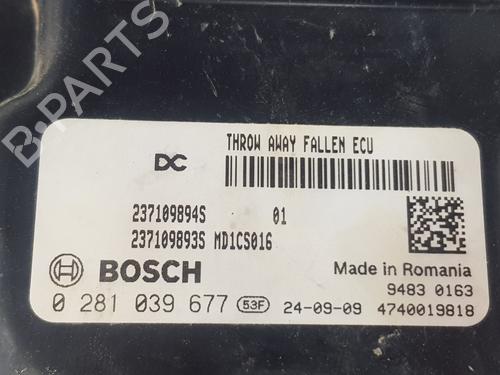 THROW AWAY FALLEN ECU
DC
237109894S 01
237109893S MD1CS016
BOSCH
Made in Romania
9483 0163
0 281 039 677 53F 24-09-09 4740019818
B-PARTS